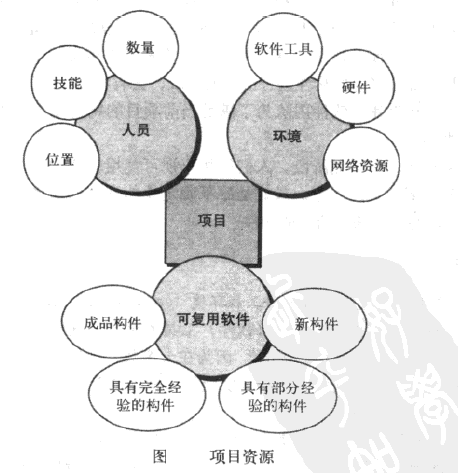 数量
软件工具
技能
硬件
人员
环境
位置
网络资源
项目
成品构件
可复用软件
新构件
具有完全经
验的构件
具有部分经
验的构件
图 项目资源